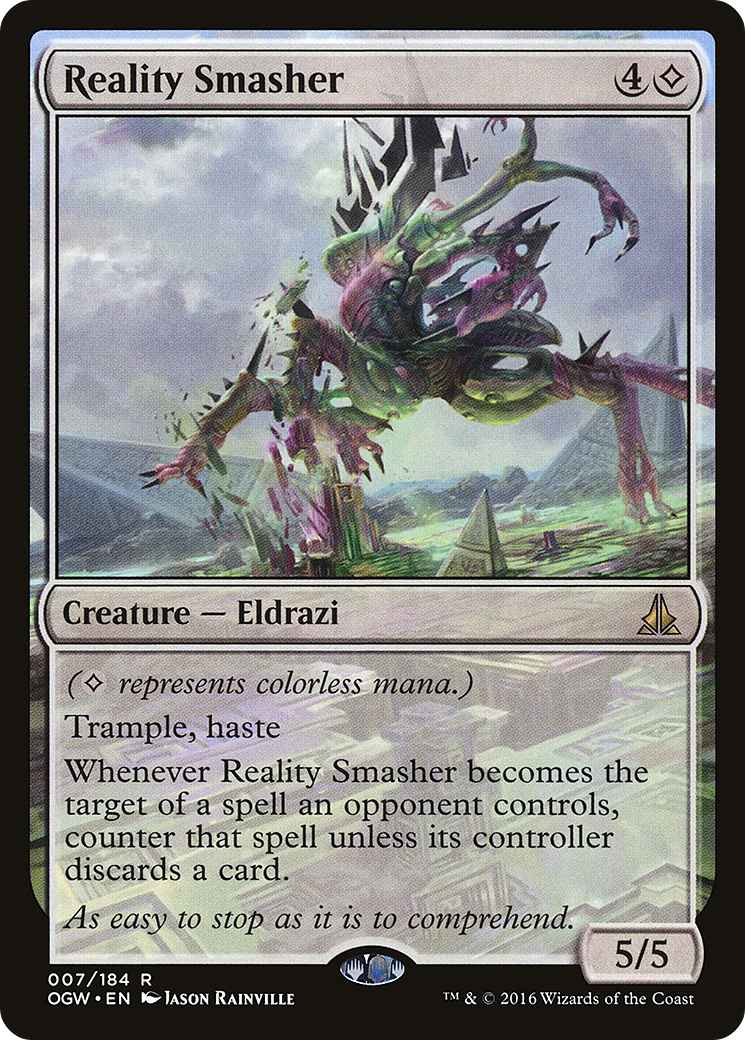 Reality Smasher 4
Creature — Eldrazi
( represents colorless mana.)
Trample, haste
Whenever Reality Smasher becomes the
target of a spell an opponent controls,
counter that spell unless its controller
discards a card.
As easy to stop as it is to comprehend.
5/5
007/184 R
OGW • EN Jason Rainville
™ & © 2016 Wizards of the Coast